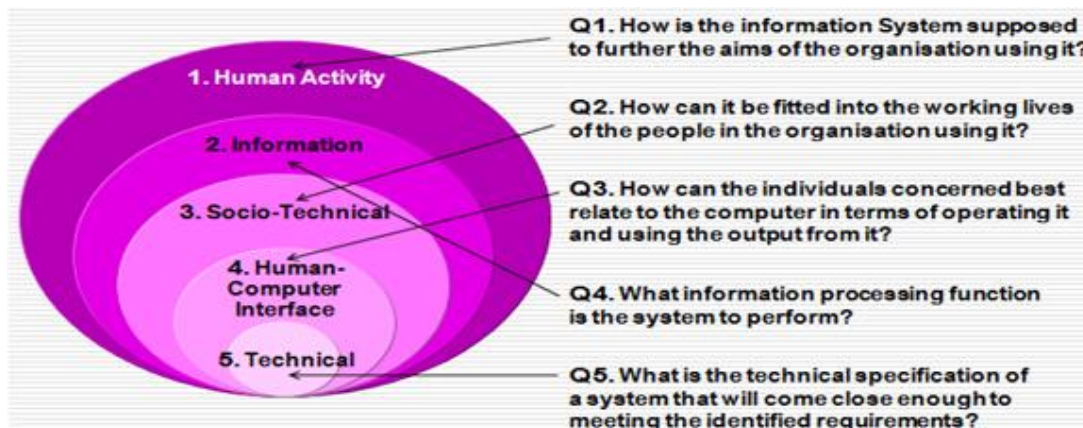 1. Human Activity
2. Information
3. Socio-Technical
4. Human-
Computer
Interface
5. Technical
Q1. How is the information System supposed
to further the aims of the organisation using it?
Q2. How can it be fitted into the working lives
of the people in the organisation using it?
Q3. How can the individuals concerned best
relate to the computer in terms of operating it
and using the output from it?
Q4. What information processing function
is the system to perform?
Q5. What is the technical specification of
a system that will come close enough to
meeting the identified requirements?